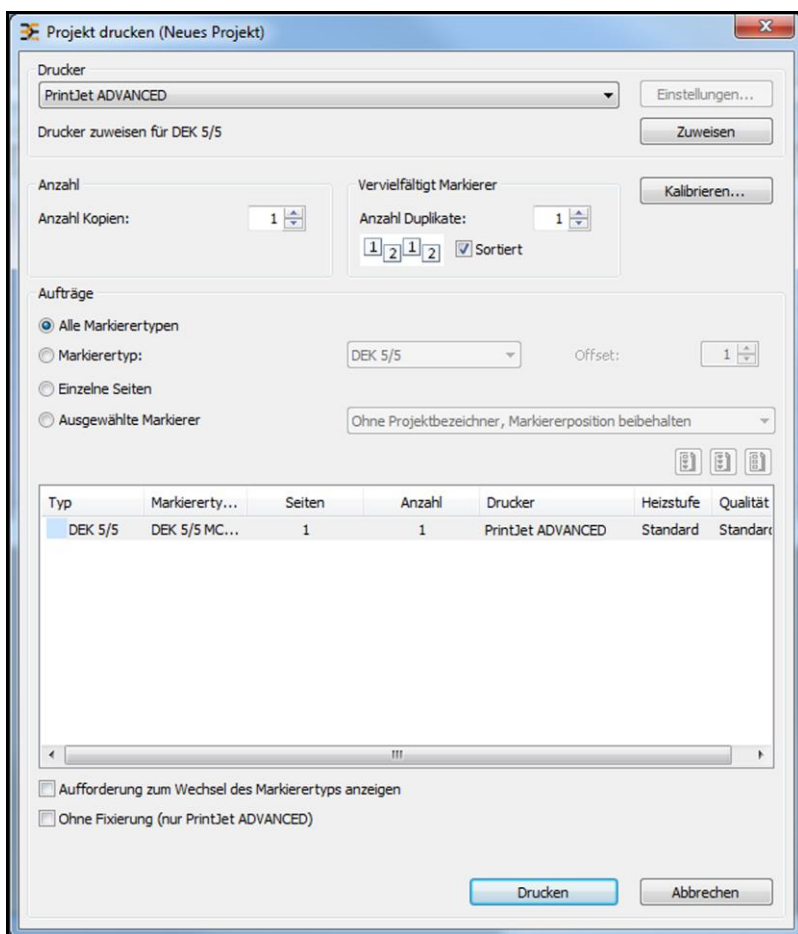 Projekt drucken (Neues Projekt)
Drucker
PrintJet ADVANCED
Einstellungen...
Drucker zuweisen für DEK 5/5
Zuweisen
Anzahl
Anzahl Kopien: 1
Vervielfältigt Markierer
Anzahl Duplikate: 1
1 2 1 2 Sortiert
Kalibrieren...
Aufträge
Alle Markierertypen
Markierertyp: DEK 5/5 Offset: 1
Einzelne Seiten
Ausgewählte Markierer Ohne Projektbezeichner, Markiererposition beibehalten
Typ Markiererty... Seiten Anzahl Drucker Heizstufe Qualität
DEK 5/5 DEK 5/5 MC... 1 1 PrintJet ADVANCED Standard Standard
Aufforderung zum Wechsel des Markierertyps anzeigen
Ohne Fixierung (nur PrintJet ADVANCED)
Drucken Abbrechen